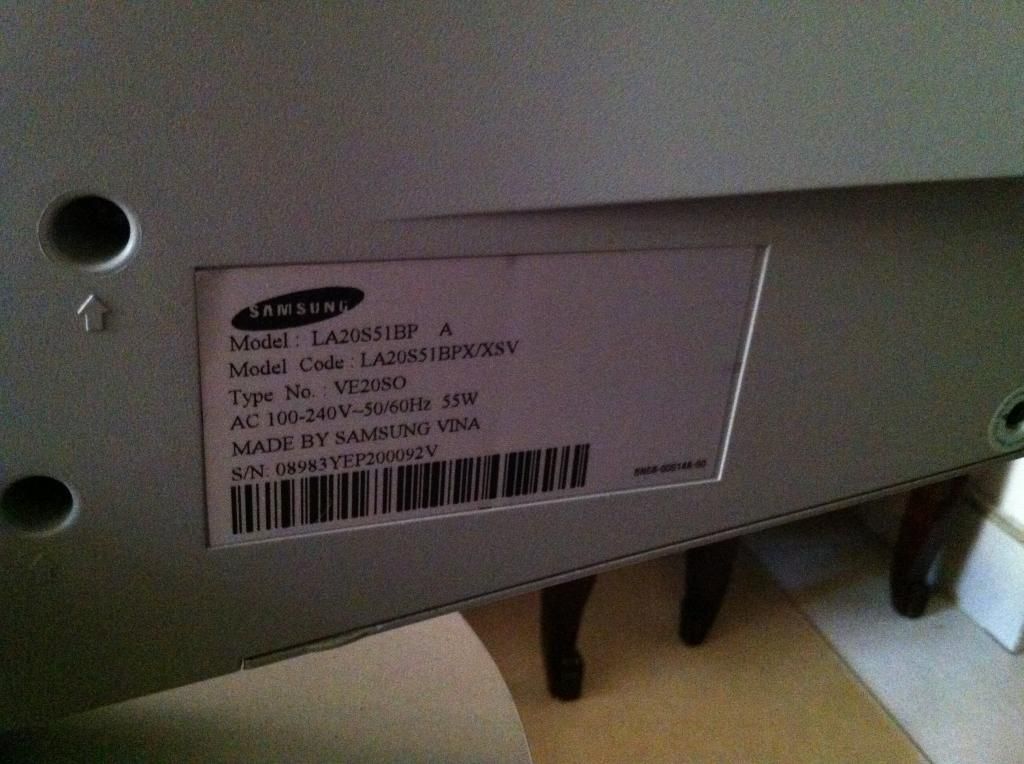 SAMSUNG
Model : LA20S51BP A
Model Code : LA20S51BPX/XSV
Type No. : VE20SO
AC 100-240V~50/60Hz 55W
MADE BY SAMSUNG VINA
S/N: 08983YEP200092V